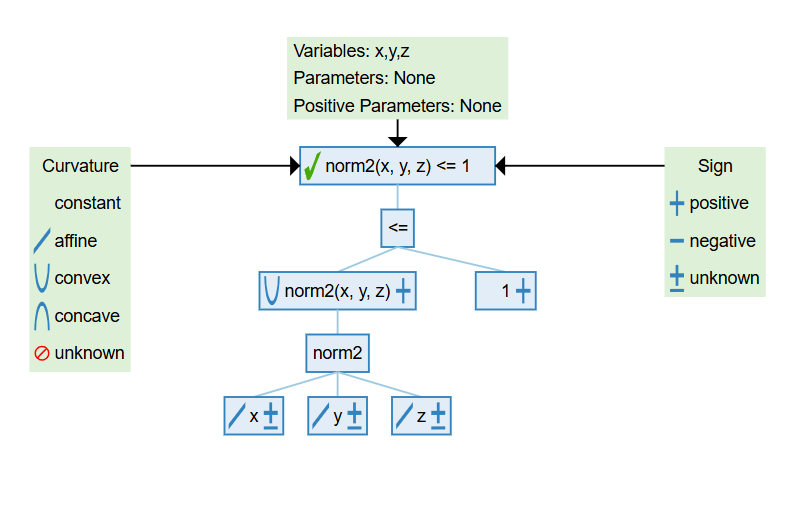 Variables: x,y,z
Parameters: None
Positive Parameters: None
Curvature
constant
affine
convex
concave
unknown
norm2(x, y, z) <= 1
Sign
positive
negative
unknown
<=
norm2(x, y, z)
1
norm2
x
y
z